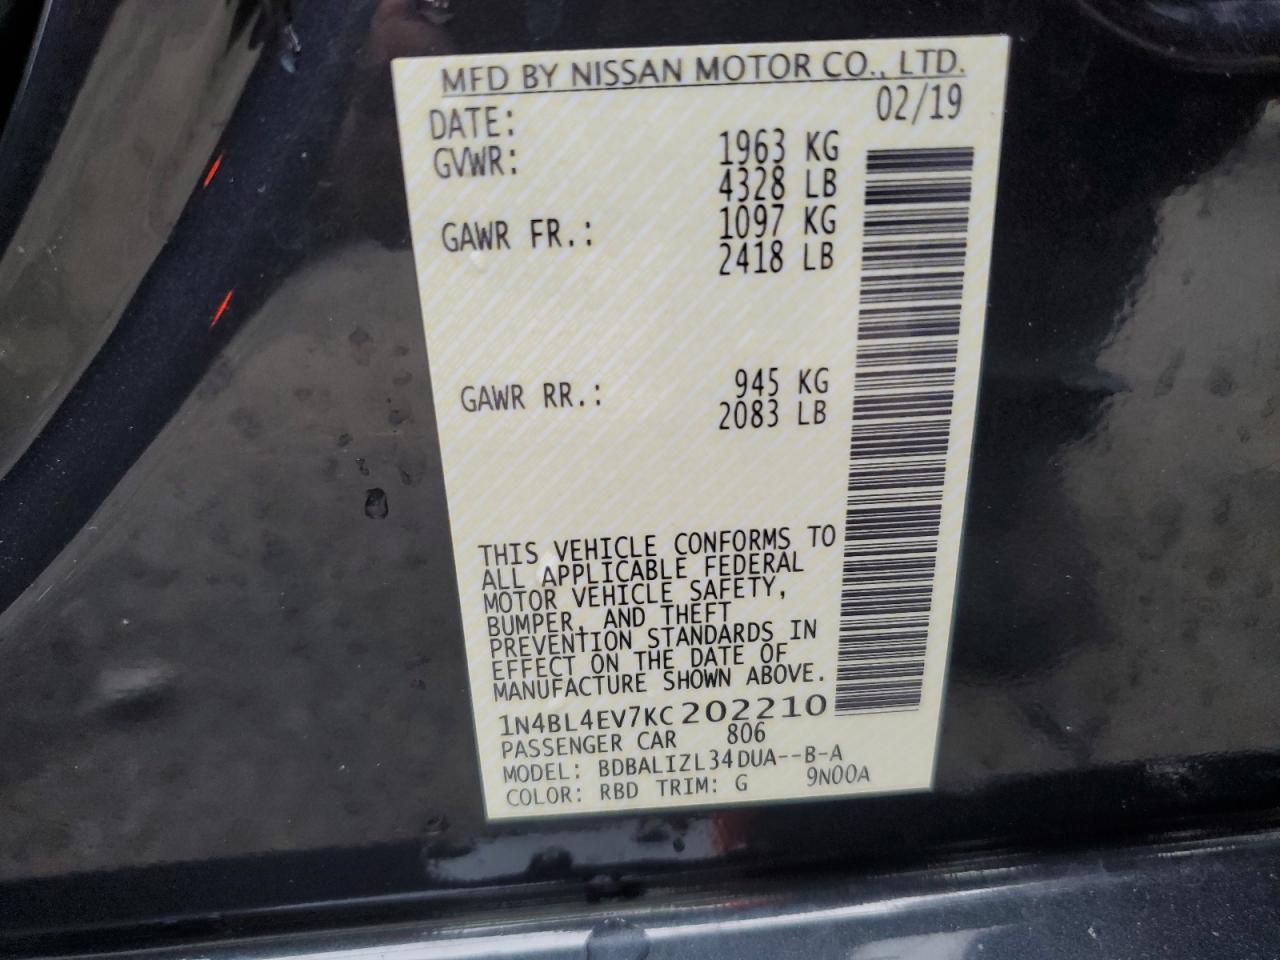 MFD BY NISSAN MOTOR CO., LTD.
DATE: 02/19
GVWR: 1963 KG
4328 LB
GAWR FR.: 1097 KG
2418 LB
GAWR RR.: 945 KG
2083 LB
THIS VEHICLE CONFORMS TO
ALL APPLICABLE FEDERAL
MOTOR VEHICLE SAFETY,
BUMPER, AND THEFT
PREVENTION STANDARDS IN
EFFECT ON THE DATE OF
MANUFACTURE SHOWN ABOVE.
1N4BL4EV7KC202210
PASSENGER CAR 806
MODEL: BDBALIZL34DUA--B-A
COLOR: RBD TRIM: G 9N00A